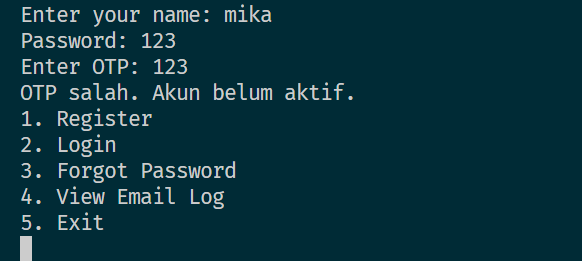 Enter your name: mika
Password: 123
Enter OTP: 123
OTP salah. Akun belum aktif.
1. Register
2. Login
3. Forgot Password
4. View Email Log
5. Exit